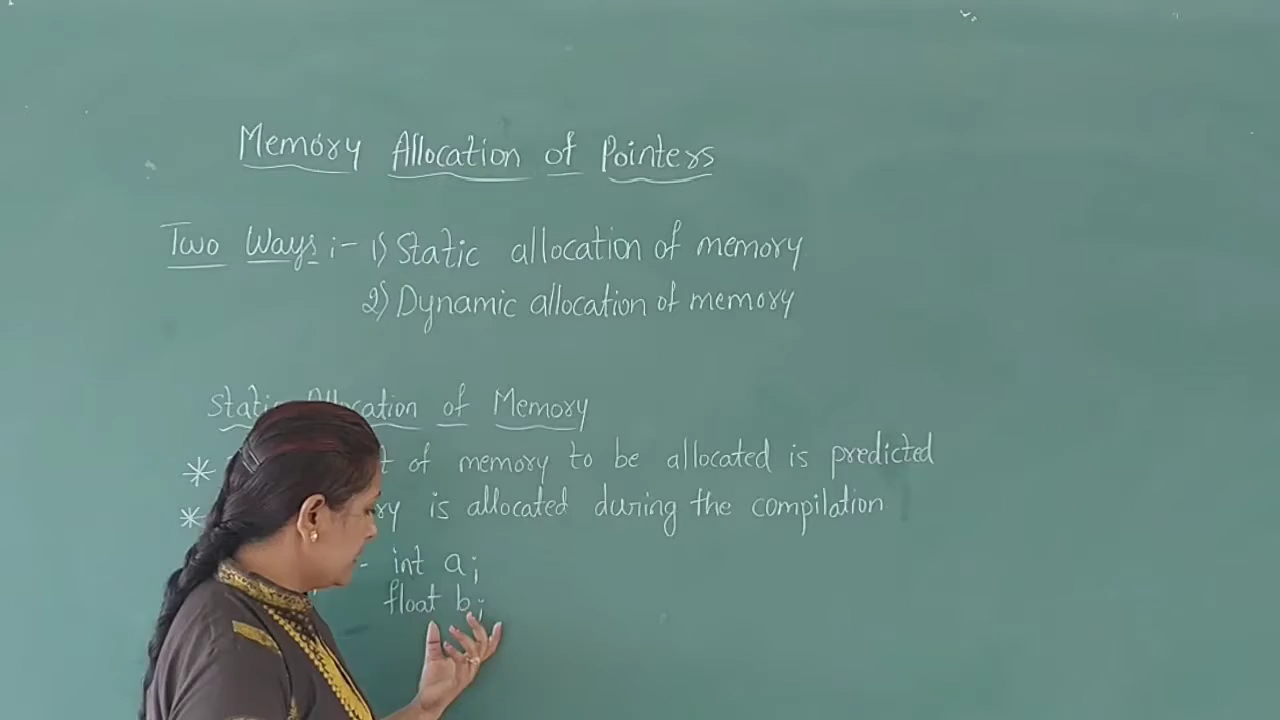 Memory Allocation of Pointers
Two Ways :- 1) Static allocation of memory
2) Dynamic allocation of memory
Static Allocation of Memory
* of memory to be allocated is predicted
* is allocated during the compilation
- int a;
float b;